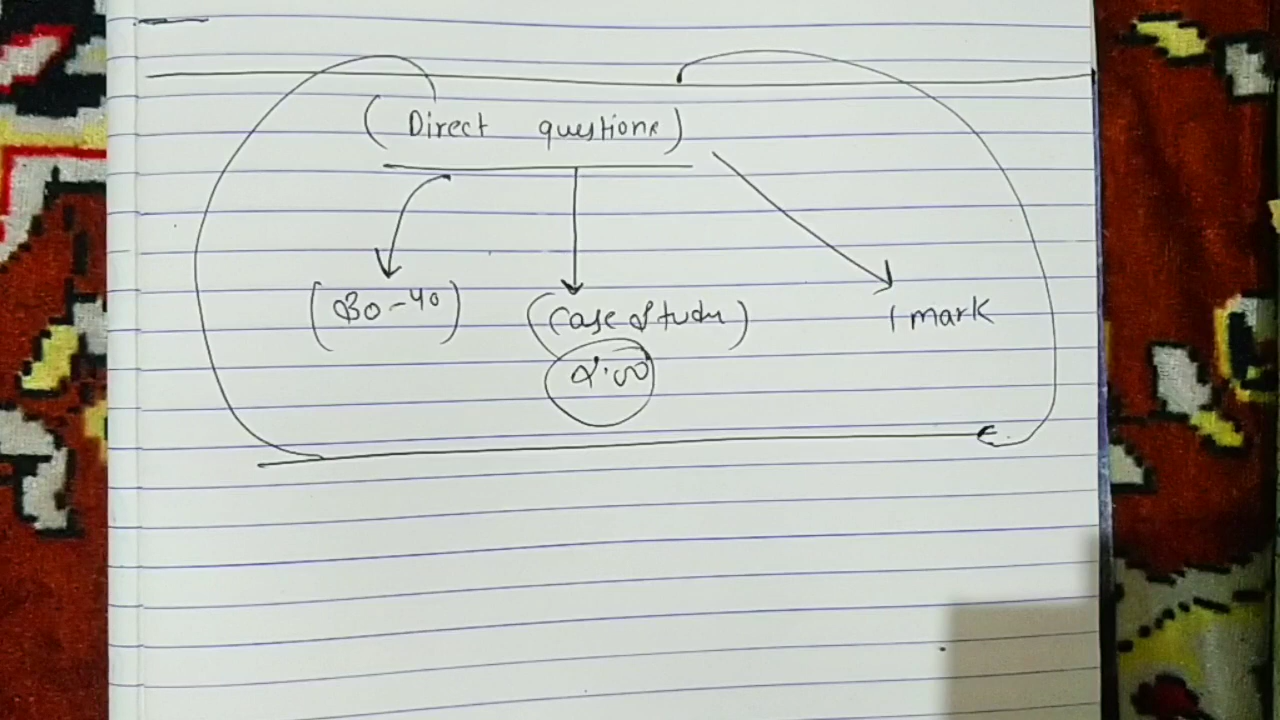 (Direct questions)
(30-40) (Case Study) 1 mark